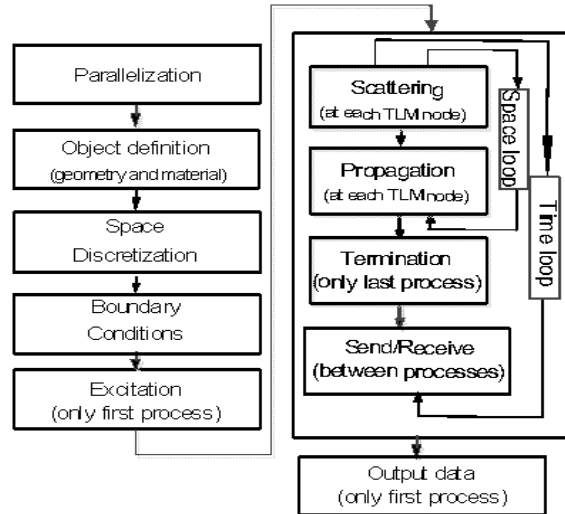 Parallelization
Object definition
(geometry and material)
Space
Discretization
Boundary
Conditions
Excitation
(only first process)
Scattering
(at each TLM node)
Propagation
(at each TLM node)
Termination
(only last process)
Send/Receive
(between processes)
Space loop
Time loop
Output data
(only first process)